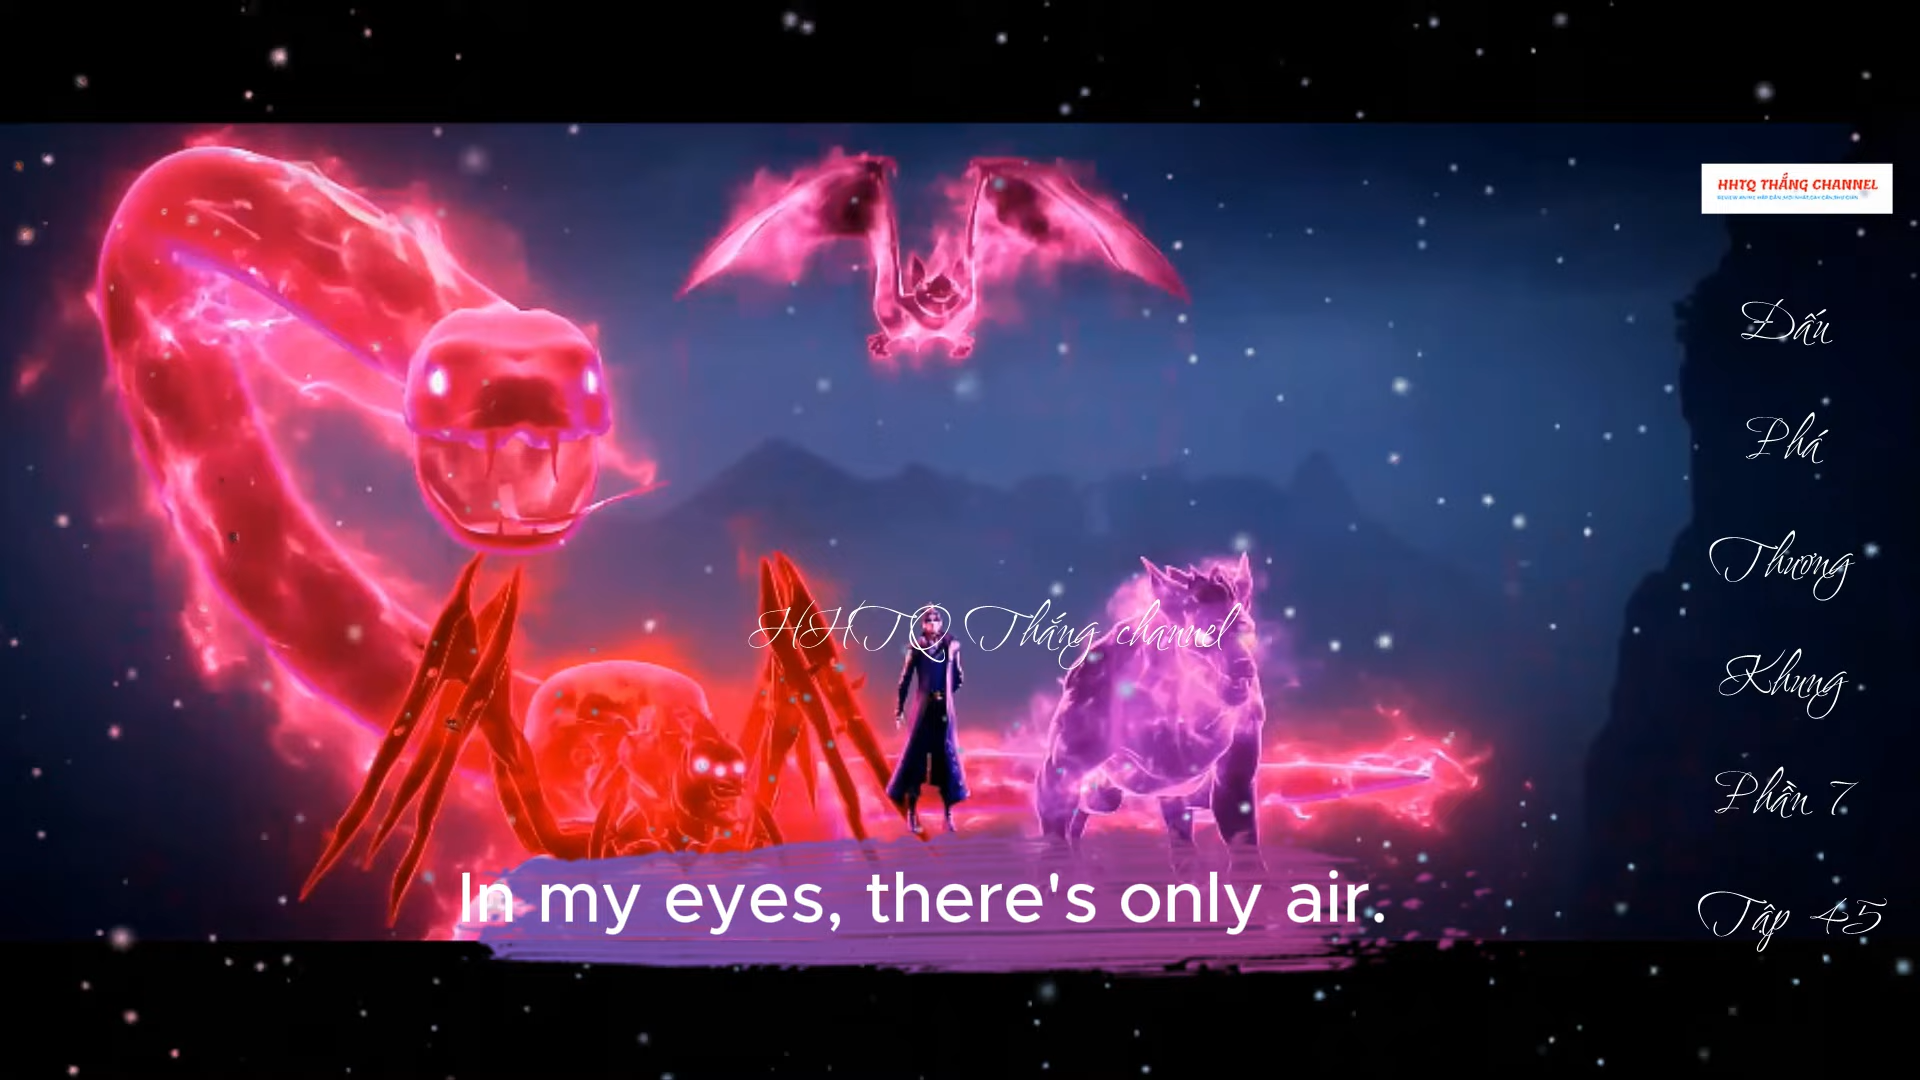 HHTQ THẮNG CHANNEL
Đấu
Phá
Thương
Khung
Phần 7
Tập 45
HHTQ Thắng channel
In my eyes, there's only air.